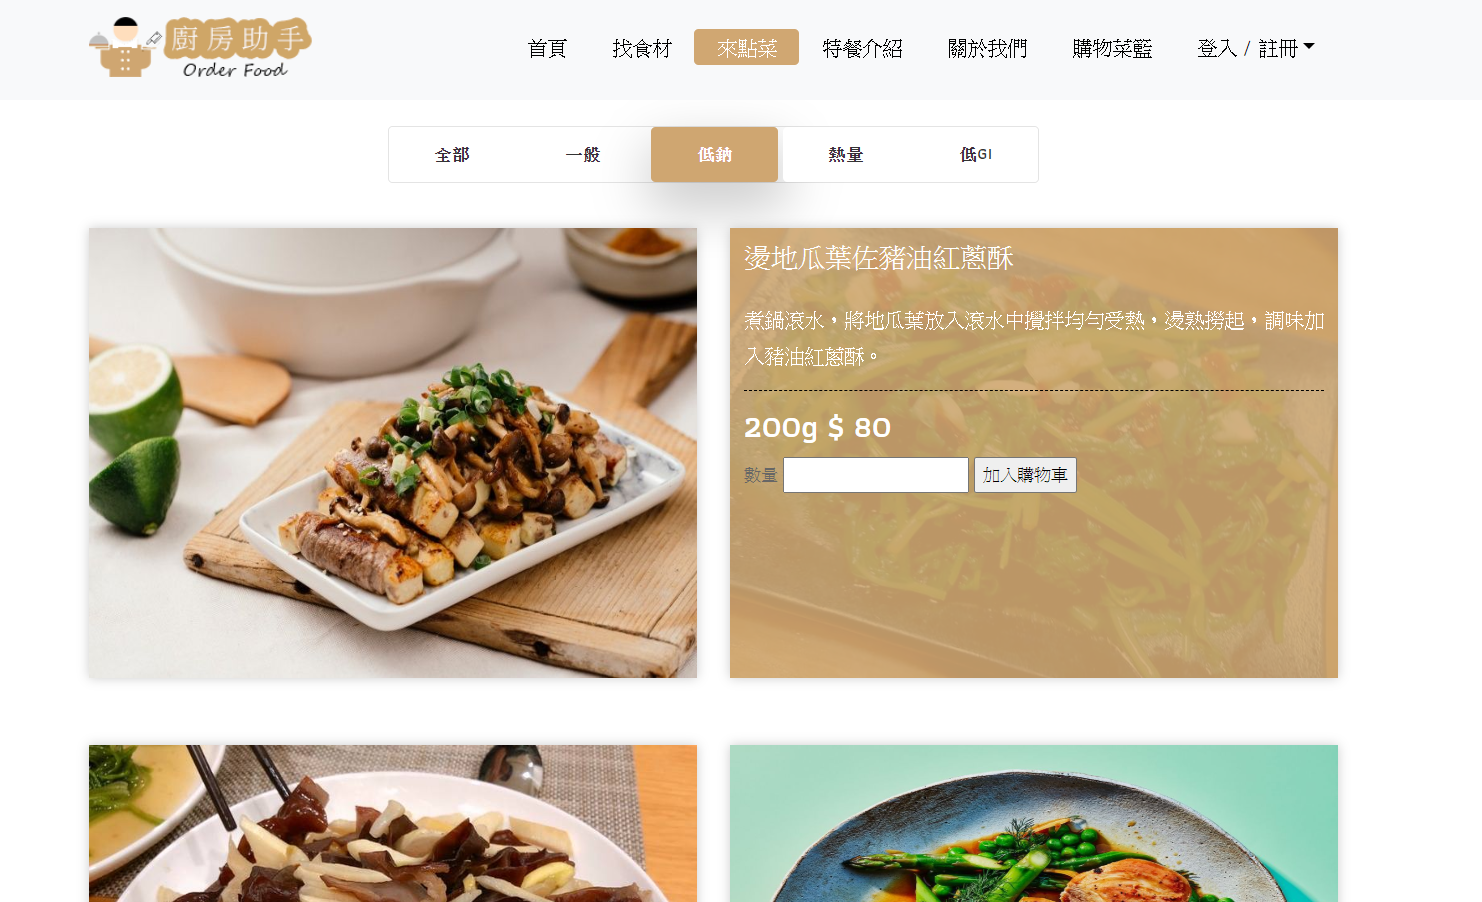 廚房助手
Order Food
首頁
找食材
來點菜
特餐介紹
關於我們
購物菜籃
登入 / 註冊
全部
一般
低鈉
熱量
低GI
燙地瓜葉佐豬油紅蔥酥
煮鍋滾水，將地瓜葉放入滾水中攪拌均勻受熱，燙熟撈起，調味加
入豬油紅蔥酥。
200g $ 80
數量
加入購物車